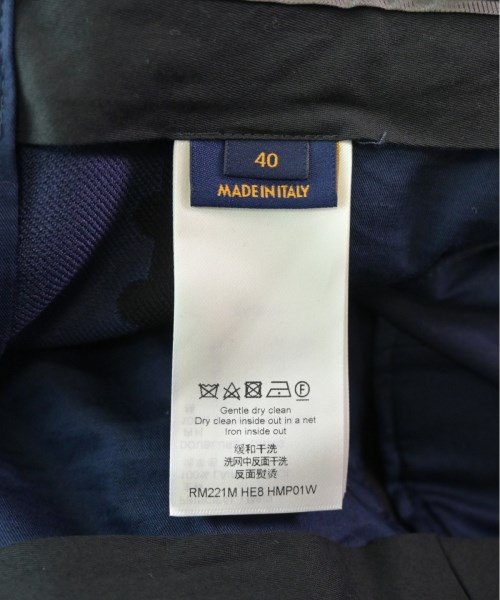 40
MADE IN ITALY
Gentle dry clean
Dry clean inside out in a net
Iron inside out
缓和干洗
洗网中反面干洗
反面熨烫
RM221M HE8 HMP01W